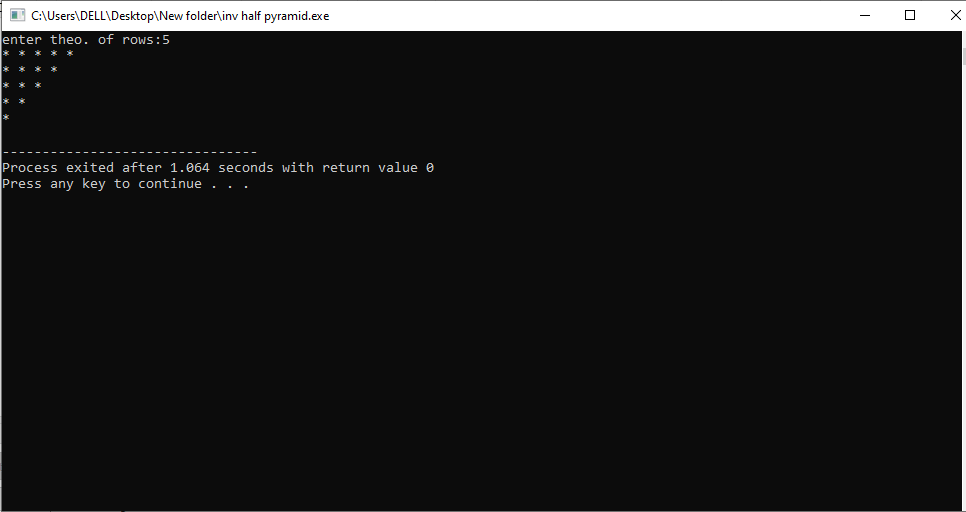 C:\Users\DELL\Desktop\New folder\inv half pyramid.exe
enter theo. of rows:5
* * * * *
* * * *
* * *
* *
*
--------------------------------
Process exited after 1.064 seconds with return value 0
Press any key to continue . . .